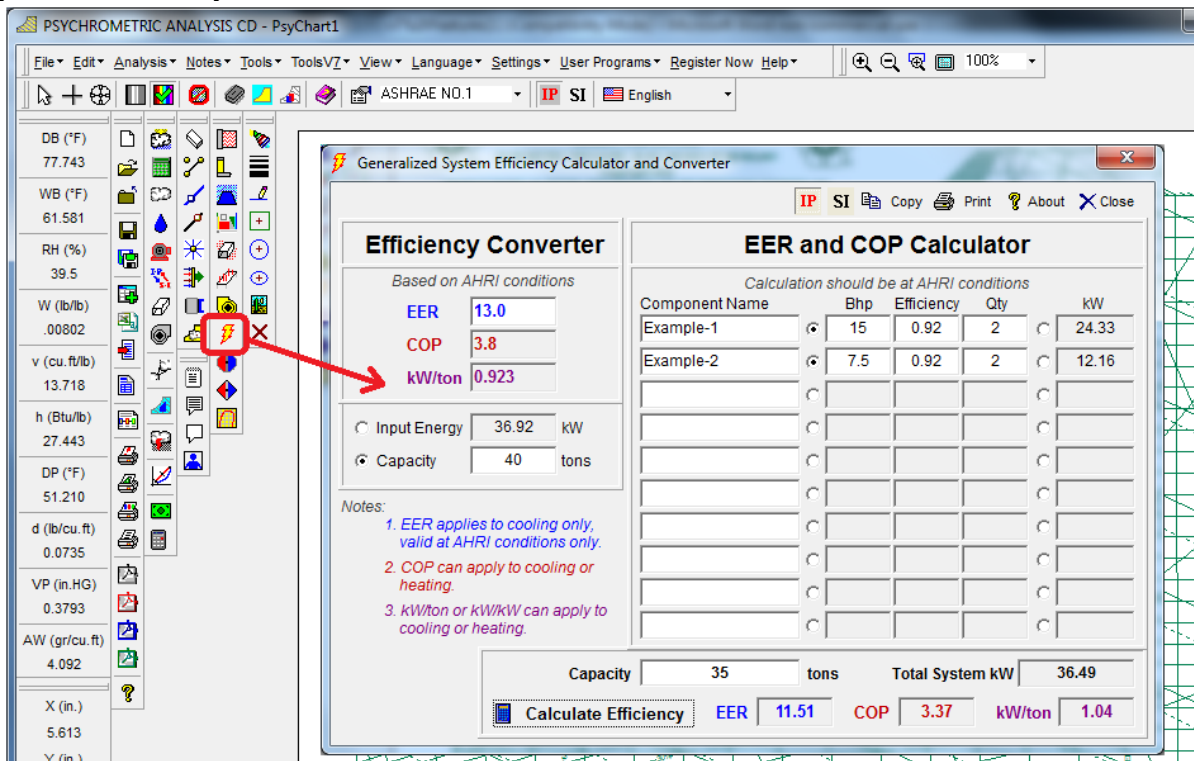 PSYCHROMETRIC ANALYSIS CD - PsyChart1
File Edit Analysis Notes Tools ToolsV7 View Language Settings User Programs Register Now Help 100%
ASHRAE NO.1 IP SI English
DB (°F)
77.743
WB (°F)
61.581
RH (%)
39.5
W (lb/lb)
.00802
v (cu.ft/lb)
13.718
h (Btu/lb)
27.443
DP (°F)
51.210
d (lb/cu.ft)
0.0735
VP (in.HG)
0.3793
AW (gr/cu.ft)
4.092
X (in.)
5.613
Y (in.)
Generalized System Efficiency Calculator and Converter
IP SI Copy Print About Close
Efficiency Converter
Based on AHRI conditions
EER 13.0
COP 3.8
kW/ton 0.923
Input Energy 36.92 kW
Capacity 40 tons
Notes:
1. EER applies to cooling only,
valid at AHRI conditions only.
2. COP can apply to cooling or
heating.
3. kW/ton or kW/kW can apply to
cooling or heating.
EER and COP Calculator
Calculation should be at AHRI conditions
Component Name Bhp Efficiency Qty kW
Example-1 15 0.92 2 24.33
Example-2 7.5 0.92 2 12.16
Capacity 35 tons Total System kW 36.49
Calculate Efficiency EER 11.51 COP 3.37 kW/ton 1.04